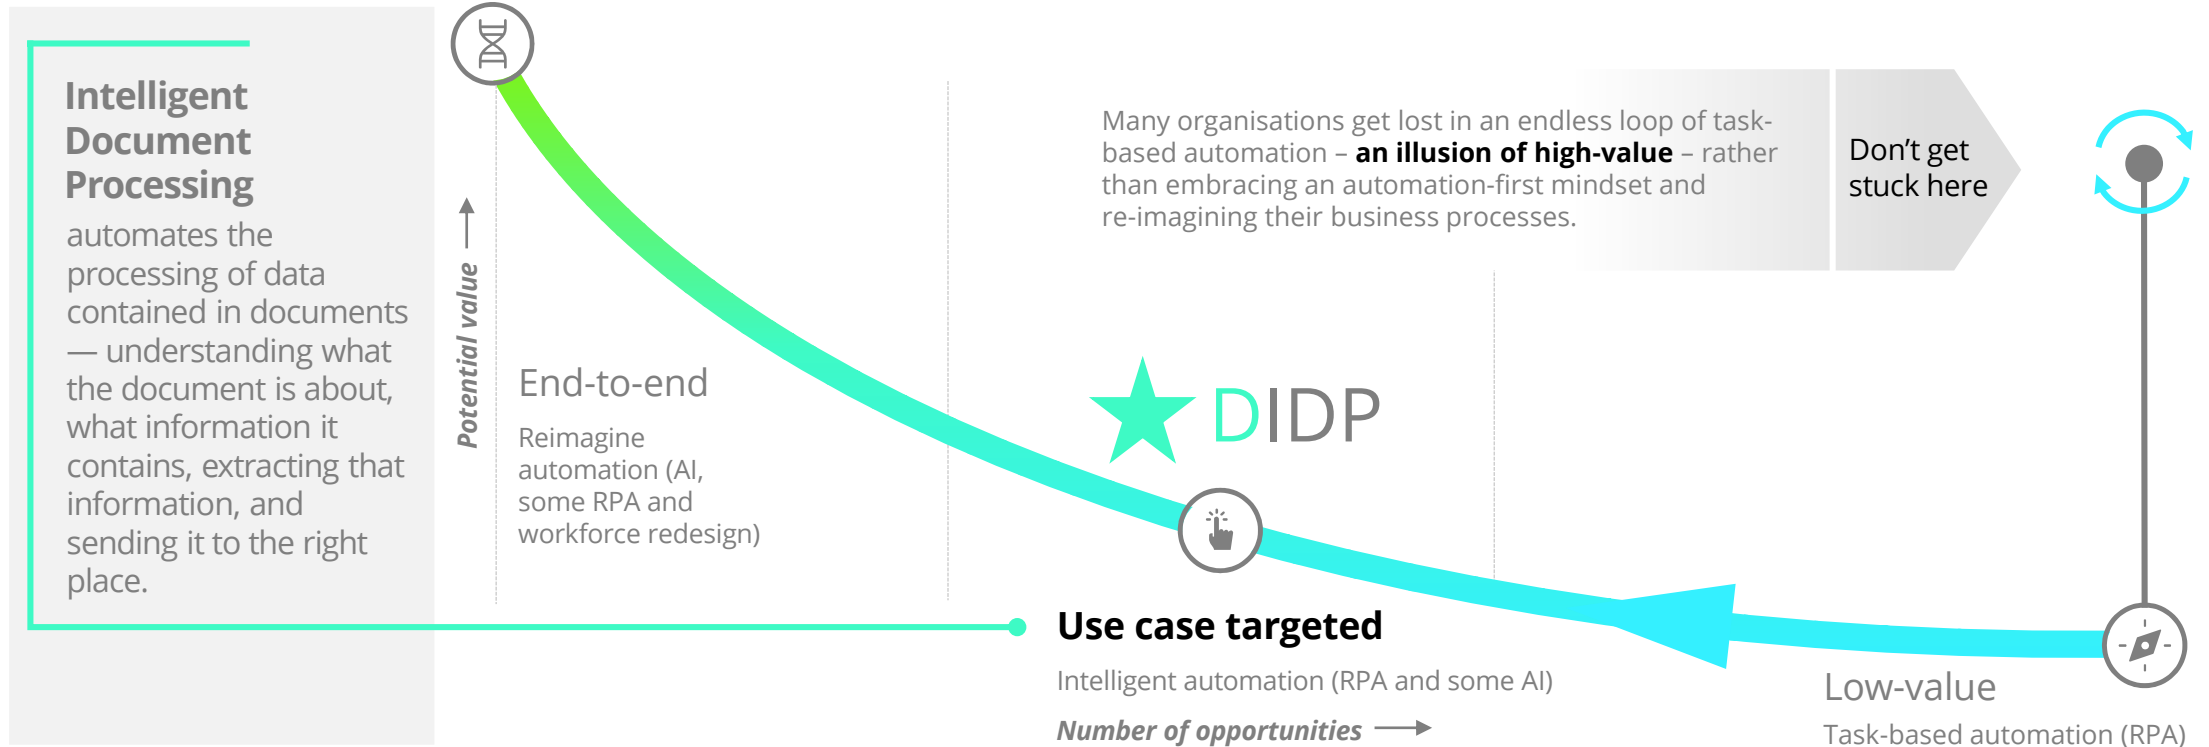 Intelligent
Document
Processing
automates the
processing of data
contained in documents
— understanding what
the document is about,
what information it
contains, extracting that
information, and
sending it to the right
place.
Potential value
End-to-end
Reimagine
automation (AI,
some RPA and
workforce redesign)
Many organisations get lost in an endless loop of task-
based automation – an illusion of high-value – rather
than embracing an automation-first mindset and
re-imagining their business processes.
Don’t get
stuck here
DIDP
Use case targeted
Intelligent automation (RPA and some AI)
Number of opportunities
Low-value
Task-based automation (RPA)